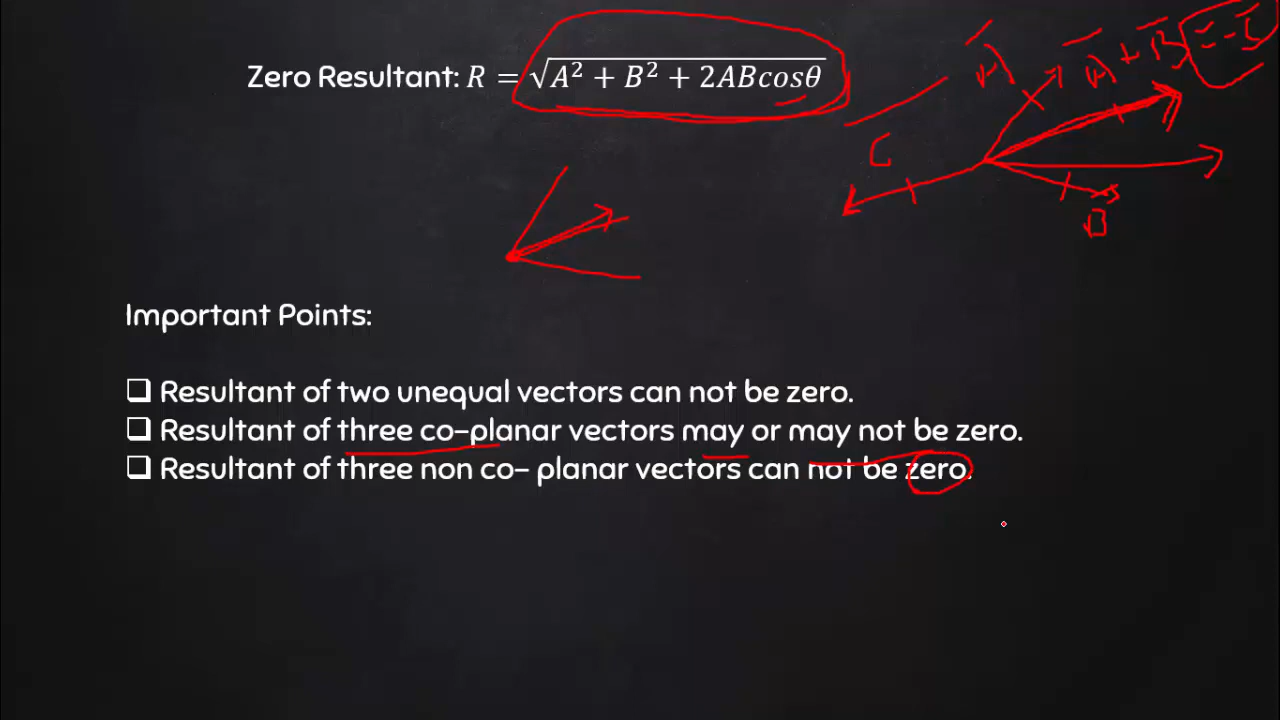 Zero Resultant: R = √A² + B² + 2ABcosθ
A
A + B = -C
C
B
Important Points:
❑ Resultant of two unequal vectors can not be zero.
❑ Resultant of three co-planar vectors may or may not be zero.
❑ Resultant of three non co- planar vectors can not be zero.